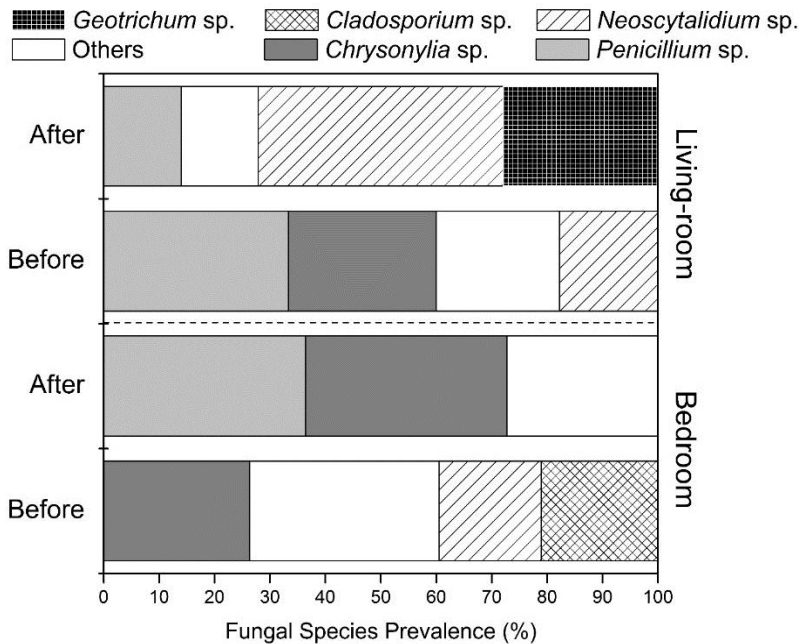 Geotrichum sp. Cladosporium sp. Neoscytalidium sp.
Others Chrysonylia sp. Penicillium sp.
After
Before
Living-room
After
Before
Bedroom
0 10 20 30 40 50 60 70 80 90 100
Fungal Species Prevalence (%)